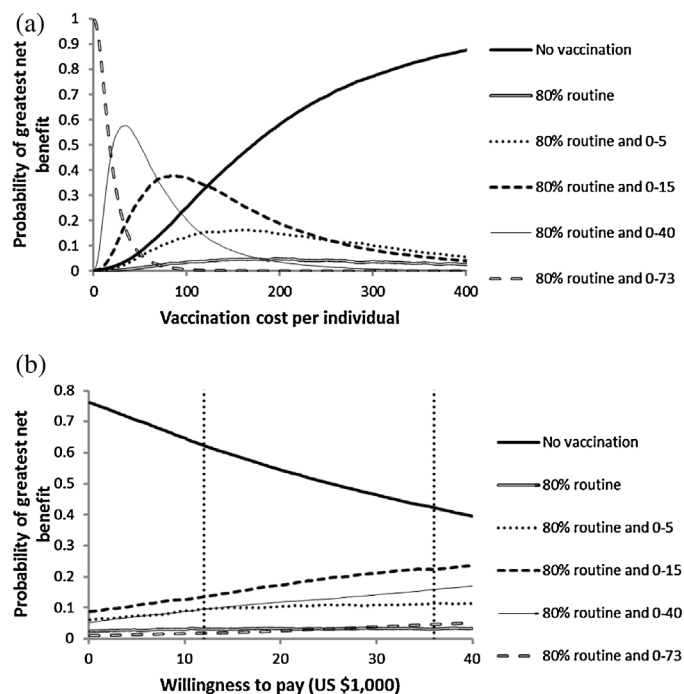 (a)
1
0.9
0.8
0.7
0.6
0.5
0.4
0.3
0.2
0.1
0
Probability of greatest net
benefit
0 100 200 300 400
Vaccination cost per individual
No vaccination
80% routine
80% routine and 0-5
80% routine and 0-15
80% routine and 0-40
80% routine and 0-73
(b)
0.8
0.7
0.6
0.5
0.4
0.3
0.2
0.1
0
Probability of greatest net
benefit
0 10 20 30 40
Willingness to pay (US $1,000)
No vaccination
80% routine
80% routine and 0-5
80% routine and 0-15
80% routine and 0-40
80% routine and 0-73